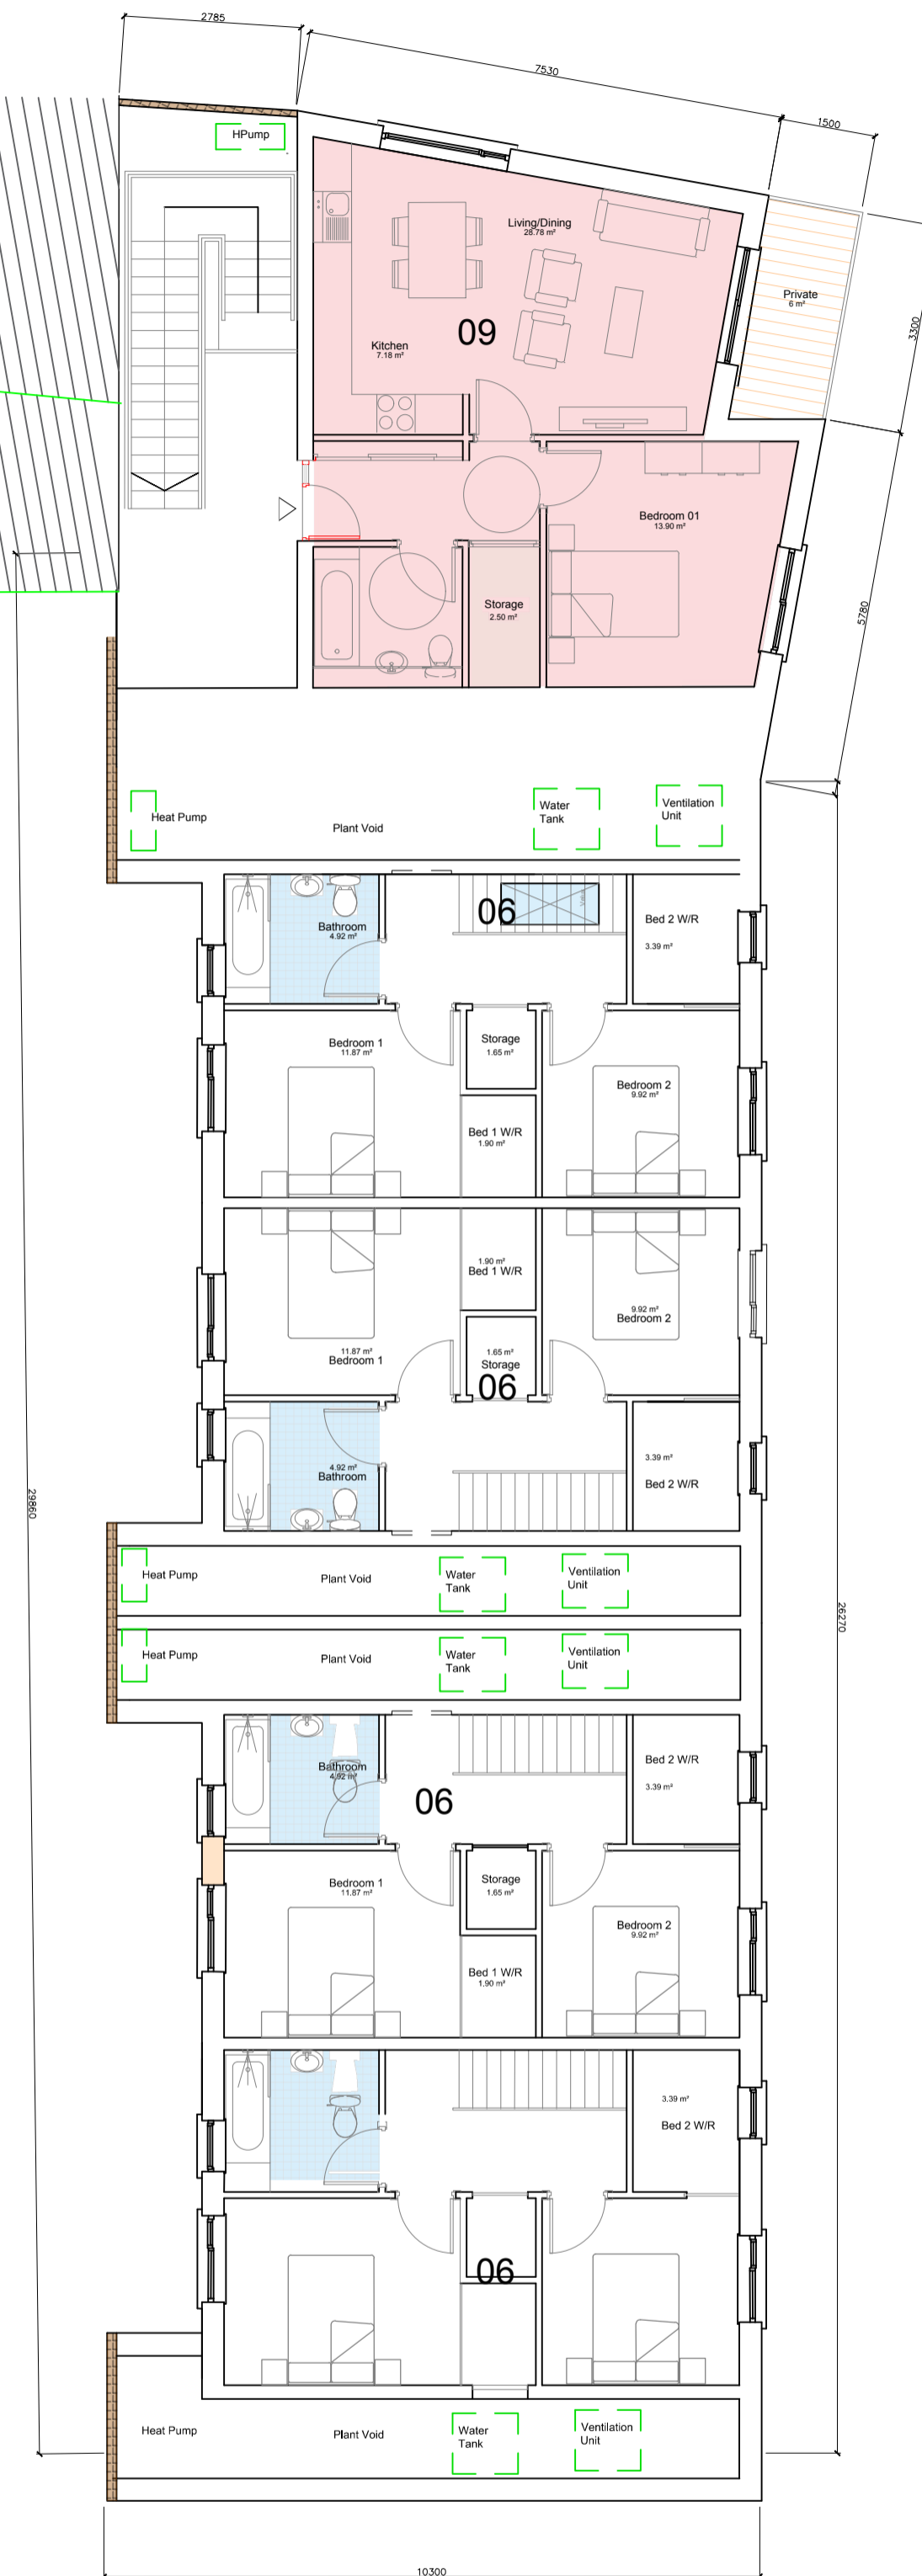 2785
7530
1500
HPump
Living/Dining
28.78 m²
Private
6 m²
3300
09
Kitchen
7.18 m²
Bedroom 01
13.90 m²
Storage
2.50 m²
5780
Heat Pump
Plant Void
Water
Tank
Ventilation
Unit
06
Bathroom
4.92 m²
Bed 2 W/R
3.39 m²
Bedroom 1
11.87 m²
Storage
1.65 m²
Bedroom 2
9.92 m²
Bed 1 W/R
1.90 m²
1.90 m²
Bed 1 W/R
9.92 m²
Bedroom 2
11.87 m²
Bedroom 1
1.65 m²
Storage
06
4.92 m²
Bathroom
3.39 m²
Bed 2 W/R
29860
Heat Pump
Plant Void
Water
Tank
Ventilation
Unit
26270
Heat Pump
Plant Void
Water
Tank
Ventilation
Unit
Bathroom
4.92 m²
Bed 2 W/R
3.39 m²
06
Bedroom 1
11.87 m²
Storage
1.65 m²
Bedroom 2
9.92 m²
Bed 1 W/R
1.90 m²
3.39 m²
Bed 2 W/R
06
Heat Pump
Plant Void
Water
Tank
Ventilation
Unit
10300